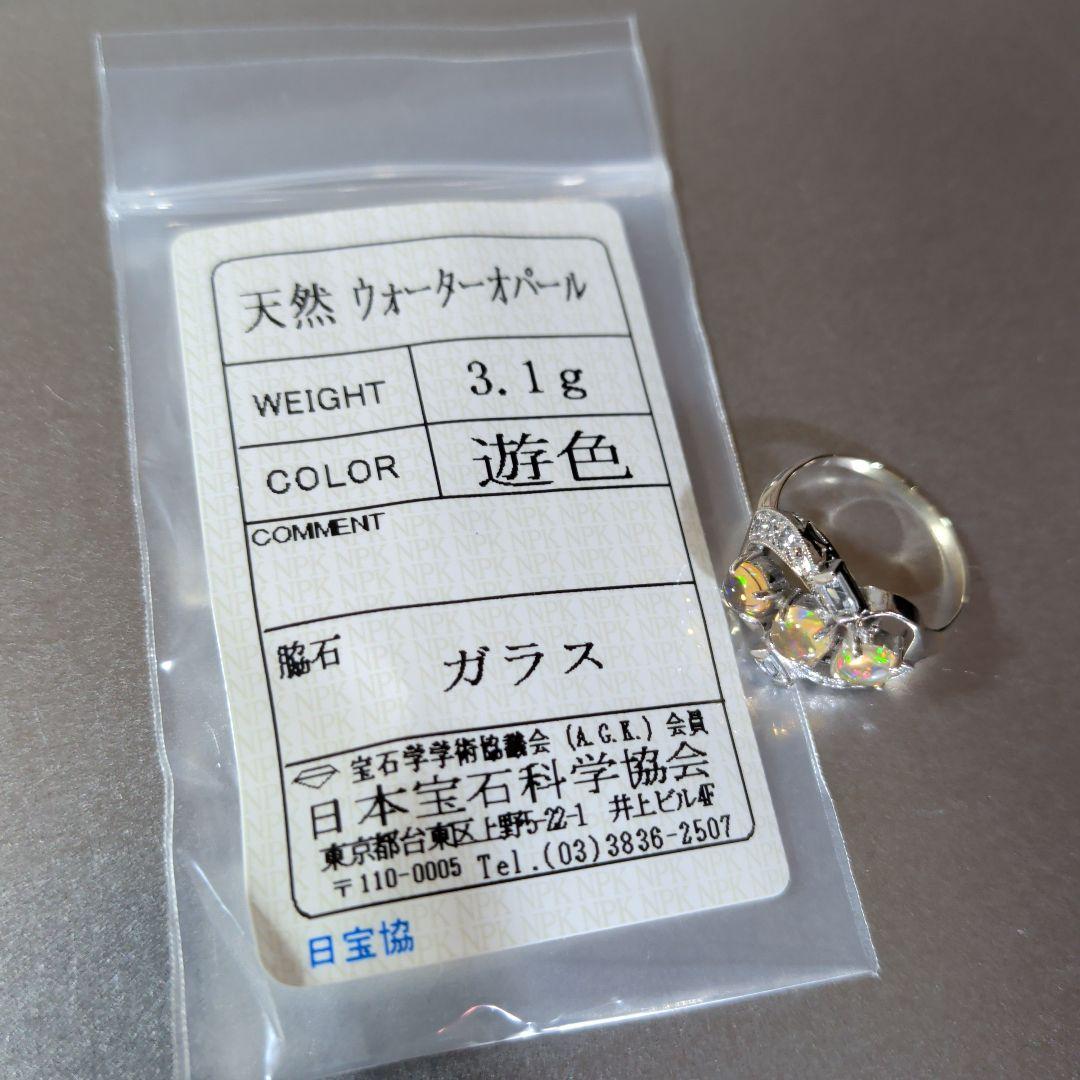 天然 ウォーターオパール
WEIGHT 3.1g
COLOR 遊色
COMMENT
脇石 ガラス
宝石学学術協議会 (A.G.K.) 会員
日本宝石科学協会
東京都台東区上野5-22-1 井上ビル4F
〒110-0005 Tel.(03)3836-2507
日宝協